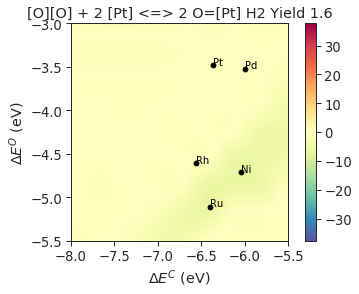 [O][O] + 2 [Pt] <=> 2 O=[Pt] H2 Yield 1.6
−3.0
−3.5
−4.0
−4.5
−5.0
−5.5
ΔE^O (eV)
Pt
Pd
Rh
Ni
Ru
−8.0 −7.5 −7.0 −6.5 −6.0 −5.5
ΔE^C (eV)
30
20
10
0
−10
−20
−30